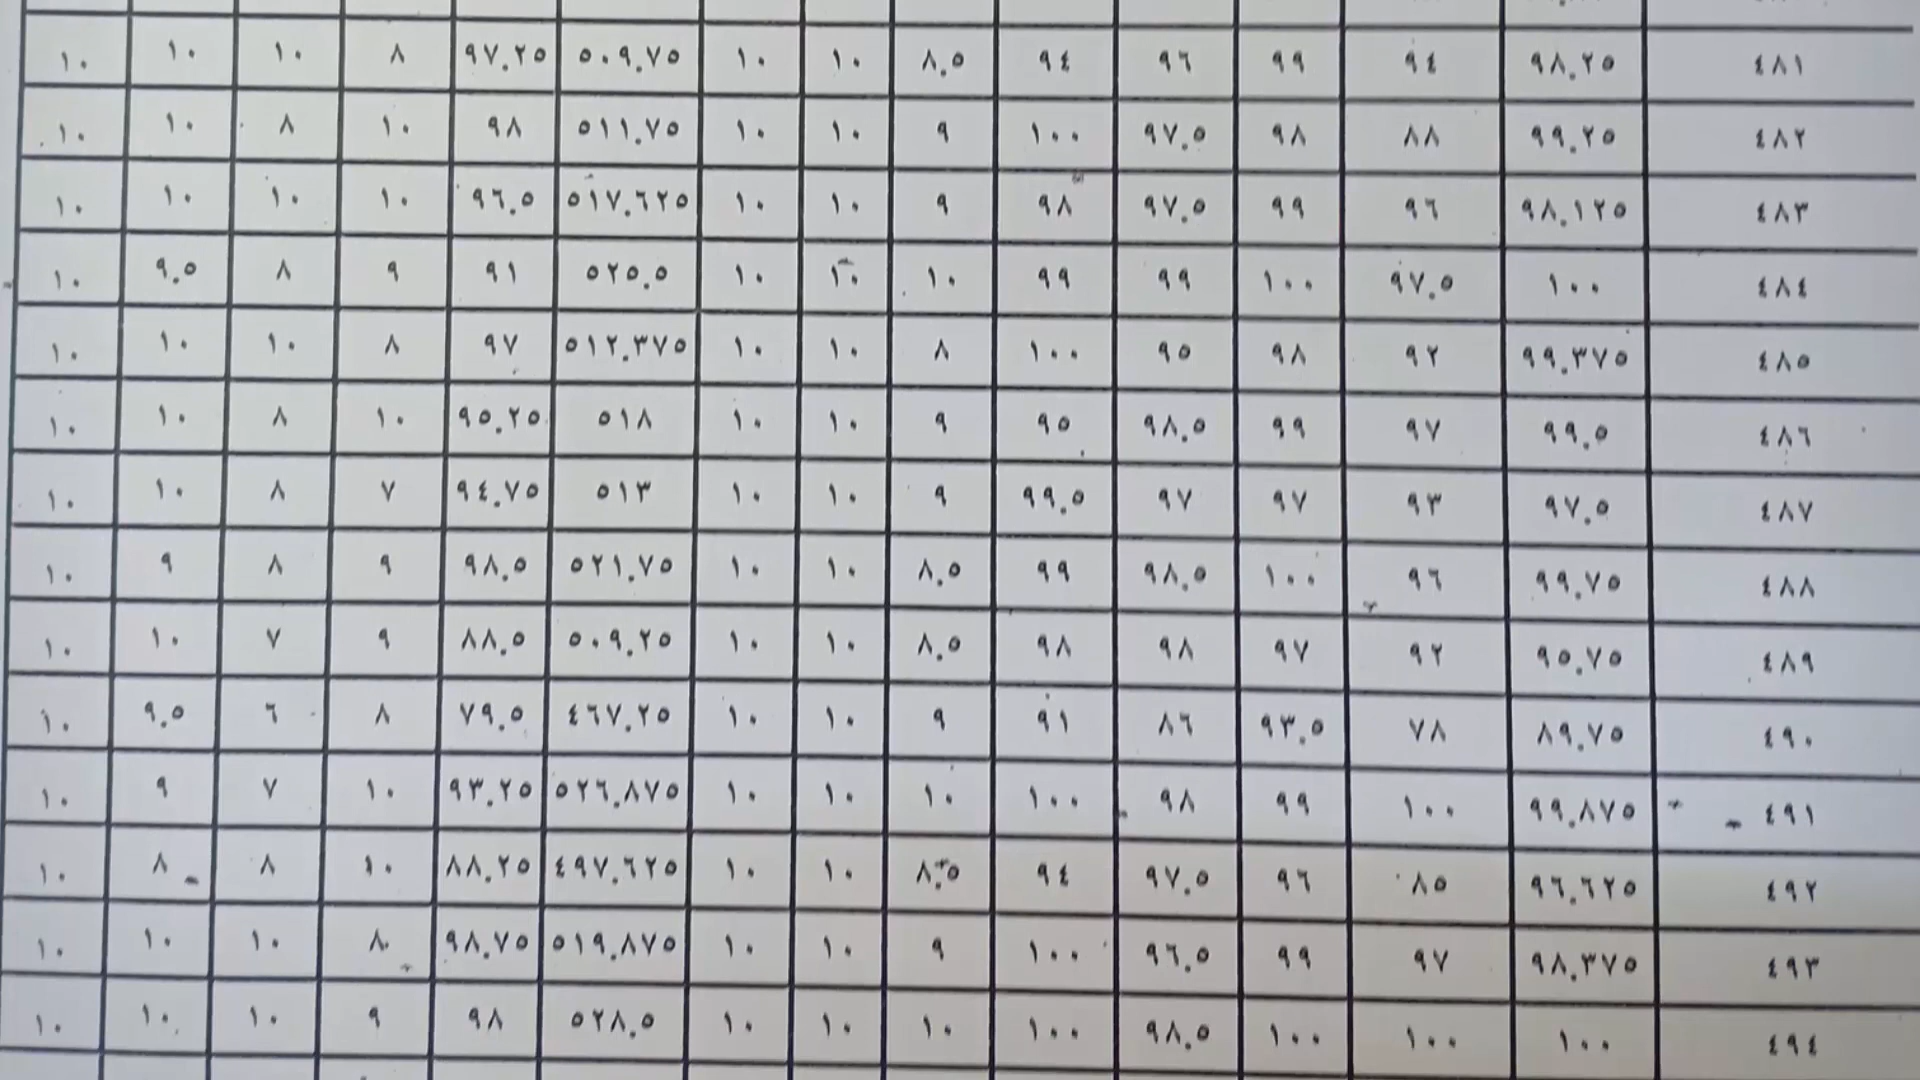 ٤٨١ ٩٨.٢٥ ٩٤ ٩٩ ٩٦ ٩٤ ٨.٥ ١٠ ١٠ ٥٠٩.٧٥ ٩٧.٢٥ ٨ ١٠ ١٠ ١٠
٤٨٢ ٩٩.٢٥ ٨٨ ٩٨ ٩٧.٥ ١٠٠ ٩ ١٠ ١٠ ٥١١.٧٥ ٩٨ ١٠ ٨ ١٠ ١٠
٤٨٣ ٩٨.١٢٥ ٩٦ ٩٩ ٩٧.٥ ٩٨ ٩ ١٠ ١٠ ٥١٧.٦٢٥ ٩٦.٥ ١٠ ١٠ ١٠ ١٠
٤٨٤ ١٠٠ ٩٧.٥ ١٠٠ ٩٩ ٩٩ ١٠ ١٠ ١٠ ٥٢٥.٥ ٩١ ٩ ٨ ٩.٥ ١٠
٤٨٥ ٩٩.٣٧٥ ٩٢ ٩٨ ٩٥ ١٠٠ ٨ ١٠ ١٠ ٥١٢.٣٧٥ ٩٧ ٨ ١٠ ١٠ ١٠
٤٨٦ ٩٩.٥ ٩٧ ٩٩ ٩٨.٥ ٩٥ ٩ ١٠ ١٠ ٥١٨ ٩٥.٢٥ ١٠ ٨ ١٠ ١٠
٤٨٧ ٩٧.٥ ٩٣ ٩٧ ٩٧ ٩٩.٥ ٩ ١٠ ١٠ ٥١٣ ٩٤.٧٥ ٧ ٨ ١٠ ١٠
٤٨٨ ٩٩.٧٥ ٩٦ ١٠٠ ٩٨.٥ ٩٩ ٨.٥ ١٠ ١٠ ٥٢١.٧٥ ٩٨.٥ ٩ ٨ ٩ ١٠
٤٨٩ ٩٥.٧٥ ٩٢ ٩٧ ٩٨ ٩٨ ٨.٥ ١٠ ١٠ ٥٠٩.٢٥ ٨٨.٥ ٩ ٧ ١٠ ١٠
٤٩٠ ٨٩.٧٥ ٧٨ ٩٣.٥ ٨٦ ٩١ ٩ ١٠ ١٠ ٤٦٧.٢٥ ٧٩.٥ ٨ ٦ ٩.٥ ١٠
٤٩١ ٩٩.٨٧٥ ١٠٠ ٩٩ ٩٨ ١٠٠ ١٠ ١٠ ١٠ ٥٢٦.٨٧٥ ٩٣.٢٥ ١٠ ٧ ٩ ١٠
٤٩٢ ٩٦.٦٢٥ ٨٥ ٩٦ ٩٧.٥ ٩٤ ٨.٥ ١٠ ١٠ ٤٩٧.٦٢٥ ٨٨.٢٥ ١٠ ٨ ٨ ١٠
٤٩٣ ٩٨.٣٧٥ ٩٧ ٩٩ ٩٦.٥ ١٠٠ ٩ ١٠ ١٠ ٥١٩.٨٧٥ ٩٨.٧٥ ٨ ١٠ ١٠ ١٠
٤٩٤ ١٠٠ ١٠٠ ١٠٠ ٩٨.٥ ١٠٠ ١٠ ١٠ ١٠ ٥٢٨.٥ ٩٨ ٩ ١٠ ١٠ ١٠